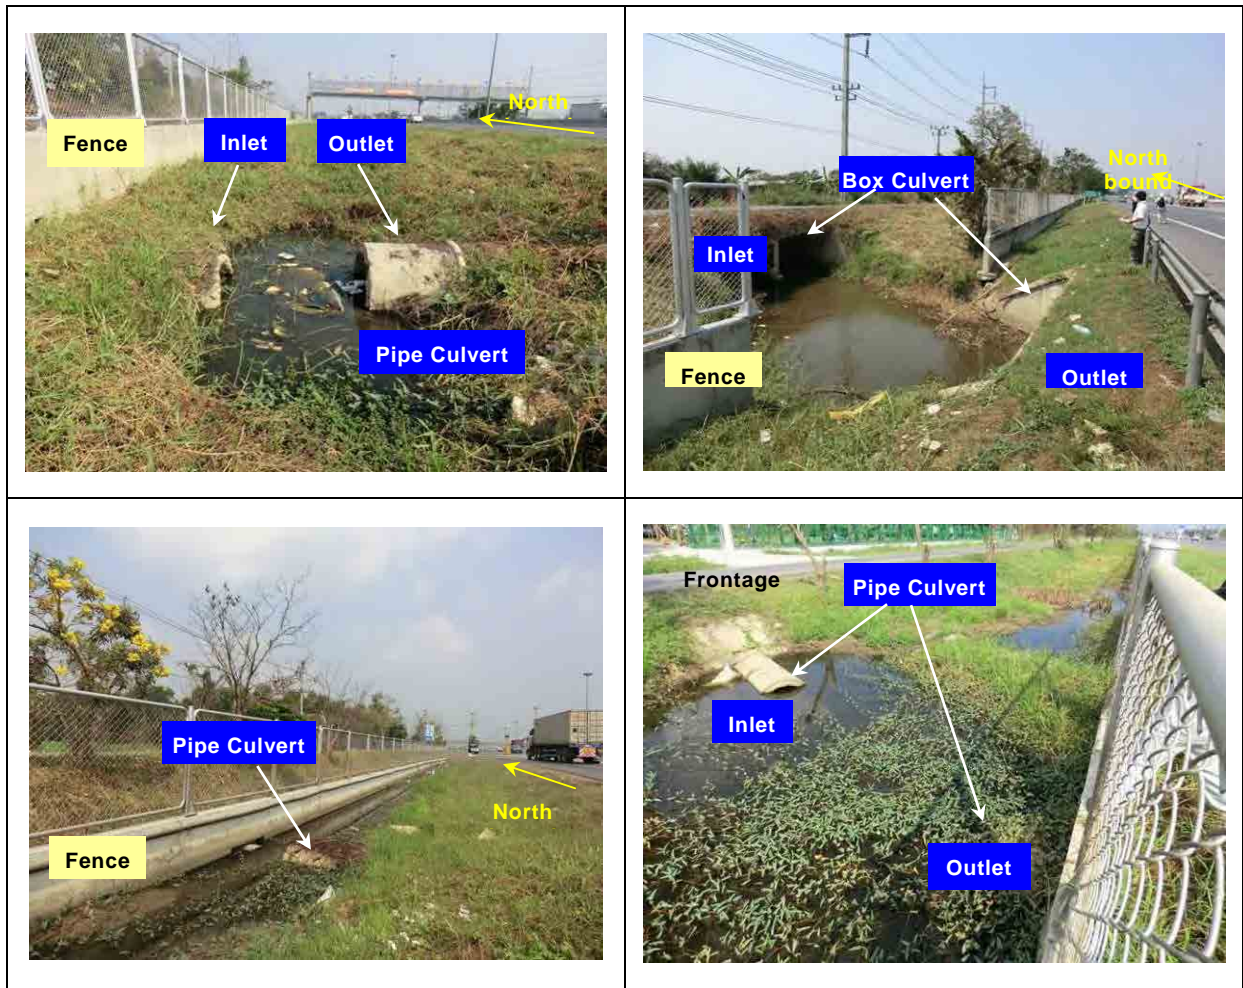 North
Fence
Inlet
Outlet
Pipe Culvert
North
bound
Box Culvert
Inlet
Fence
Outlet
Pipe Culvert
North
Fence
Frontage
Pipe Culvert
Inlet
Outlet